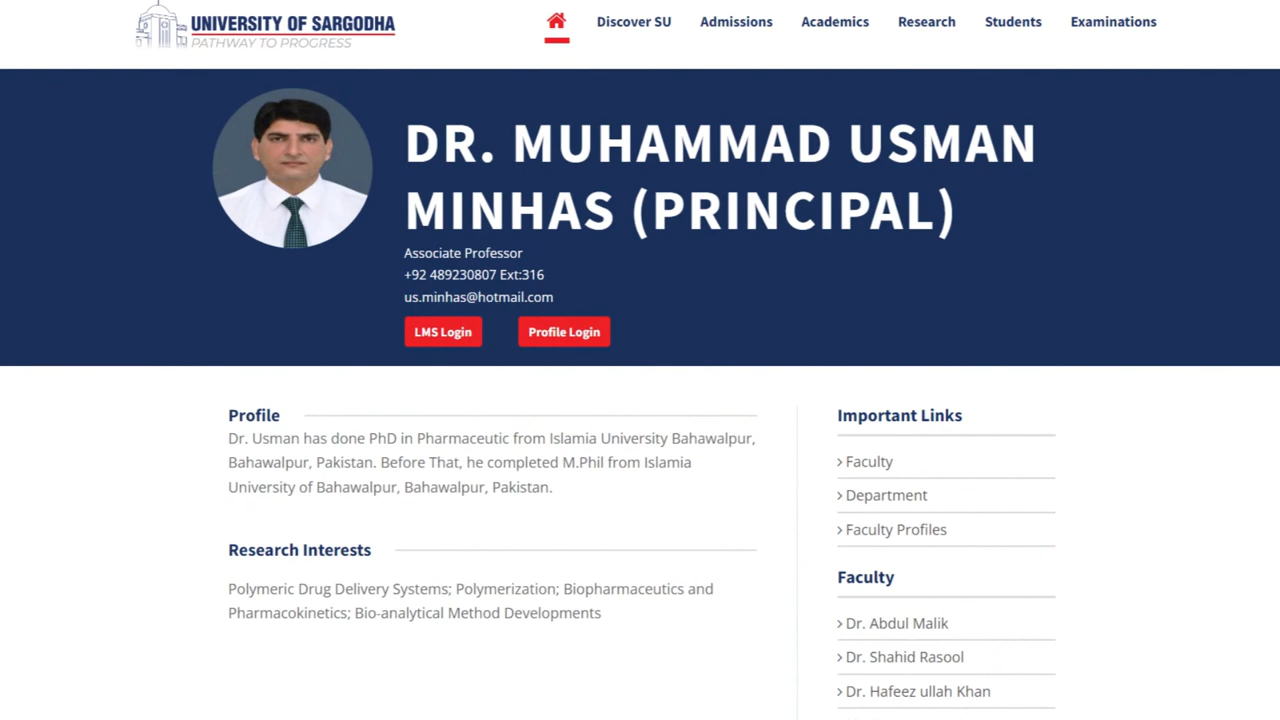 UNIVERSITY OF SARGODHA
PATHWAY TO PROGRESS
Discover SU
Admissions
Academics
Research
Students
Examinations
DR. MUHAMMAD USMAN
MINHAS (PRINCIPAL)
Associate Professor
+92 489230807 Ext:316
us.minhas@hotmail.com
LMS Login
Profile Login
Profile
Dr. Usman has done PhD in Pharmaceutic from Islamia University Bahawalpur,
Bahawalpur, Pakistan. Before That, he completed M.Phil from Islamia
University of Bahawalpur, Bahawalpur, Pakistan.
Research Interests
Polymeric Drug Delivery Systems; Polymerization; Biopharmaceutics and
Pharmacokinetics; Bio-analytical Method Developments
Important Links
Faculty
Department
Faculty Profiles
Faculty
Dr. Abdul Malik
Dr. Shahid Rasool
Dr. Hafeez ullah Khan